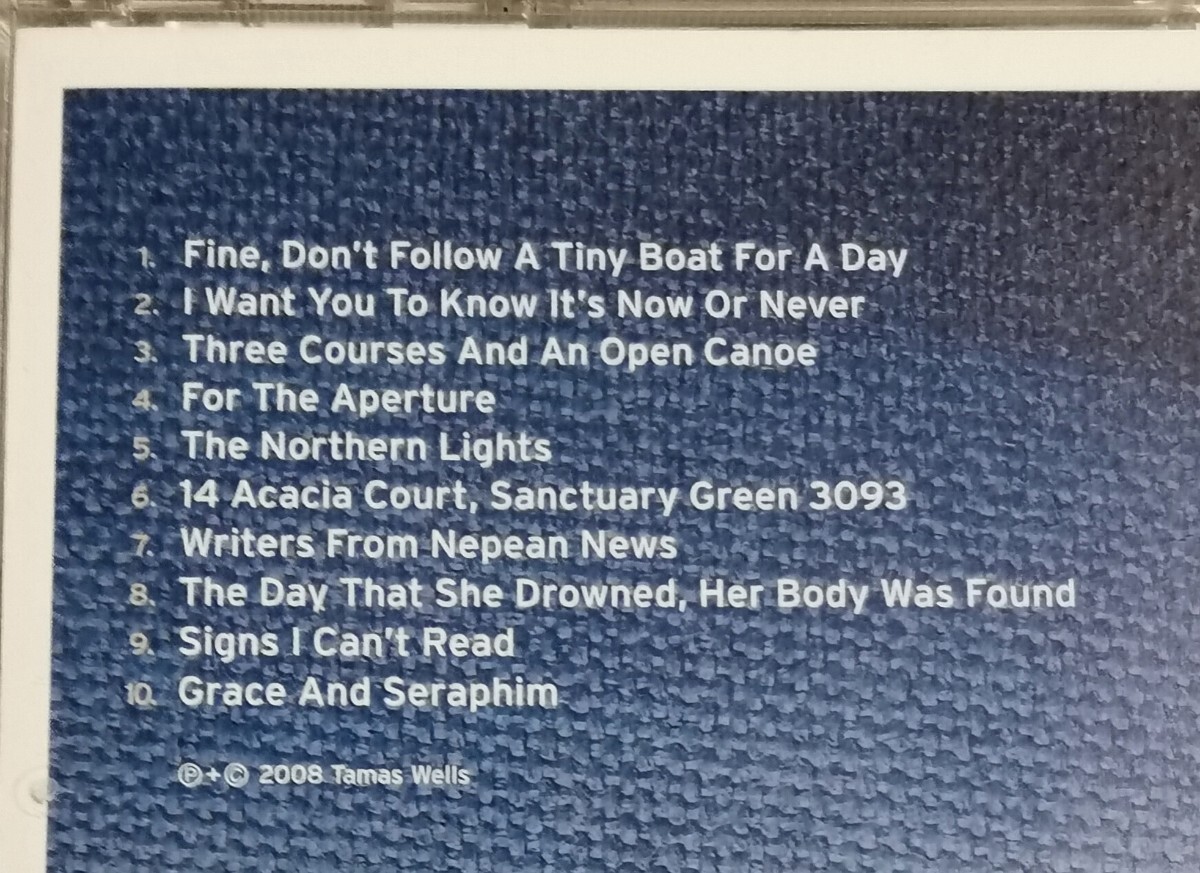 1. Fine, Don't Follow A Tiny Boat For A Day
2. I Want You To Know It's Now Or Never
3. Three Courses And An Open Canoe
4. For The Aperture
5. The Northern Lights
6. 14 Acacia Court, Sanctuary Green 3093
7. Writers From Nepean News
8. The Day That She Drowned, Her Body Was Found
9. Signs I Can't Read
10. Grace And Seraphim
℗+© 2008 Tamas Wells